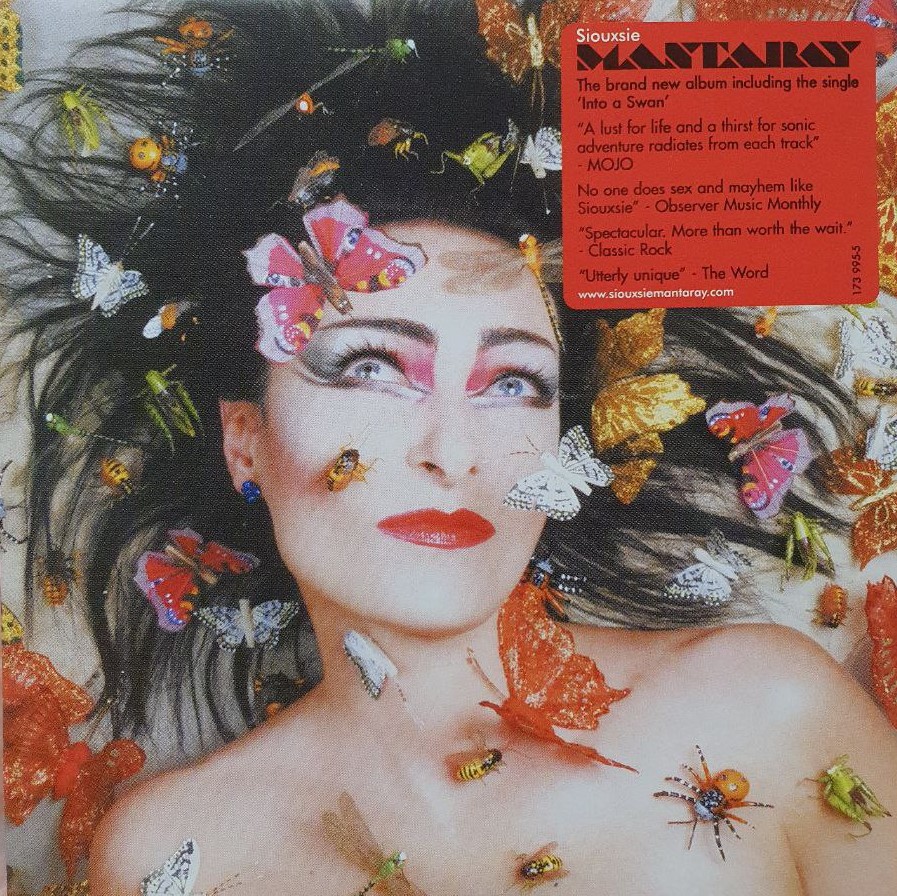 Siouxsie
MANTARAY
The brand new album including the single
'Into a Swan'
"A lust for life and a thirst for sonic
adventure radiates from each track"
- MOJO
No one does sex and mayhem like
Siouxsie" - Observer Music Monthly
"Spectacular. More than worth the wait."
- Classic Rock
"Utterly unique" - The Word
www.siouxsiemantaray.com
173 995-5